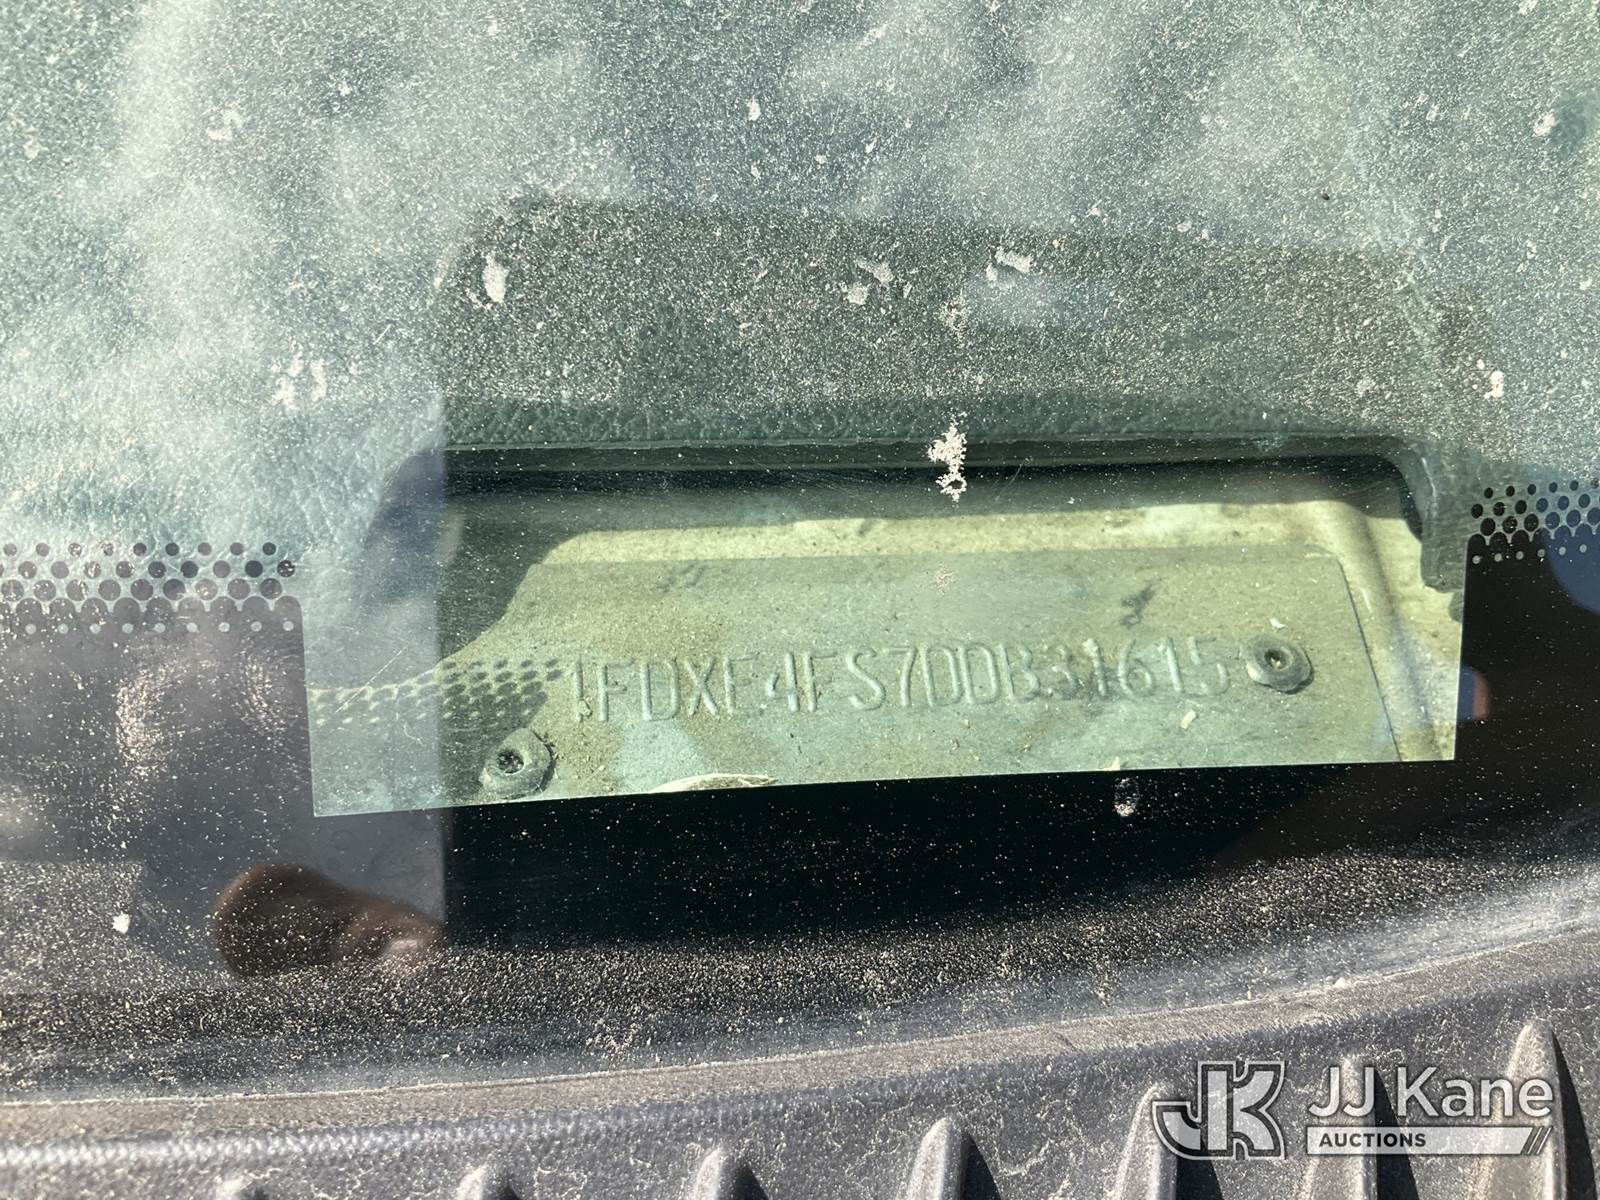 1FDXE4FS7DDB31615
JJ Kane
AUCTIONS